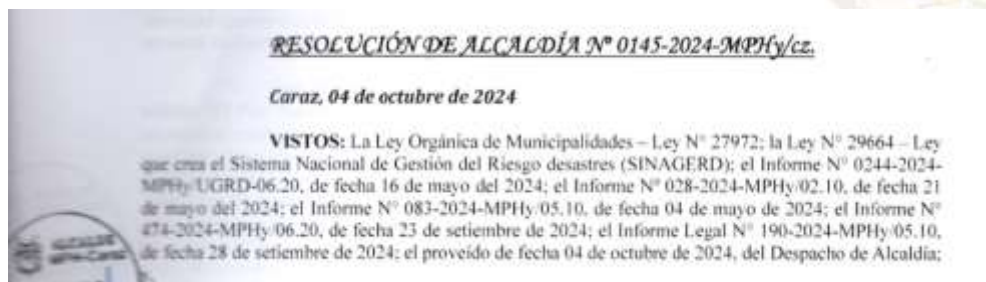 RESOLUCIÓN DE ALCALDÍA Nº 0145-2024-MPHy/cz.
Caraz, 04 de octubre de 2024
VISTOS: La Ley Orgánica de Municipalidades – Ley N° 27972; la Ley N° 29664 – Ley
que crea el Sistema Nacional de Gestión del Riesgo desastres (SINAGERD); el Informe N° 0244-2024-
MPHy/UGRD-06.20, de fecha 16 de mayo del 2024; el Informe N° 028-2024-MPHy/02.10, de fecha 21
de mayo del 2024; el Informe N° 083-2024-MPHy/05.10, de fecha 04 de mayo de 2024; el Informe N°
474-2024-MPHy/06.20, de fecha 23 de setiembre de 2024; el Informe Legal N° 190-2024-MPHy/05.10,
de fecha 28 de setiembre de 2024; el proveído de fecha 04 de octubre de 2024, del Despacho de Alcaldía;
ALCALDE